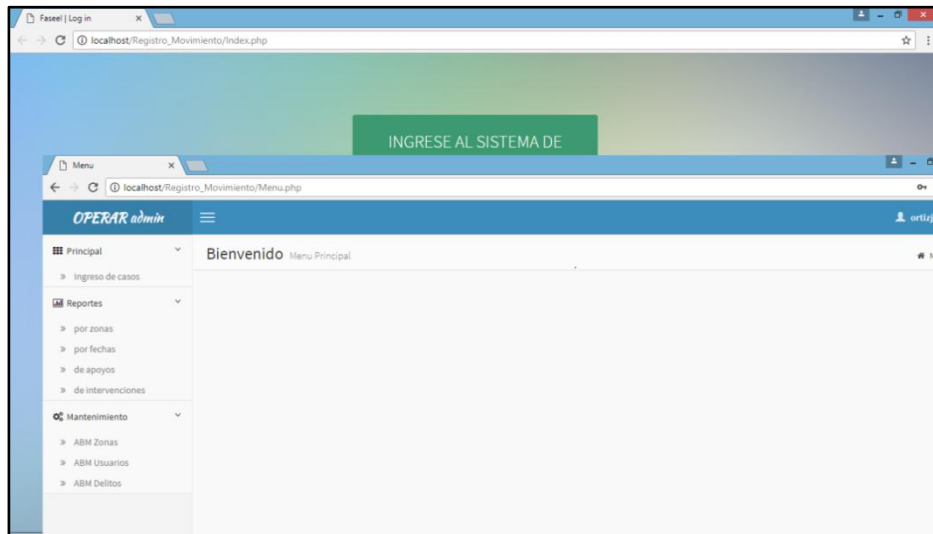 Faseel | Log in
localhost/Registro_Movimiento/Index.php
INGRESE AL SISTEMA DE
Menu
localhost/Registro_Movimiento/Menu.php
OPERAR admin
ortizj
Principal
Bienvenido Menu Principal
M
Ingreso de casos
Reportes
por zonas
por fechas
de apoyos
de intervenciones
Mantenimiento
ABM Zonas
ABM Usuarios
ABM Delitos